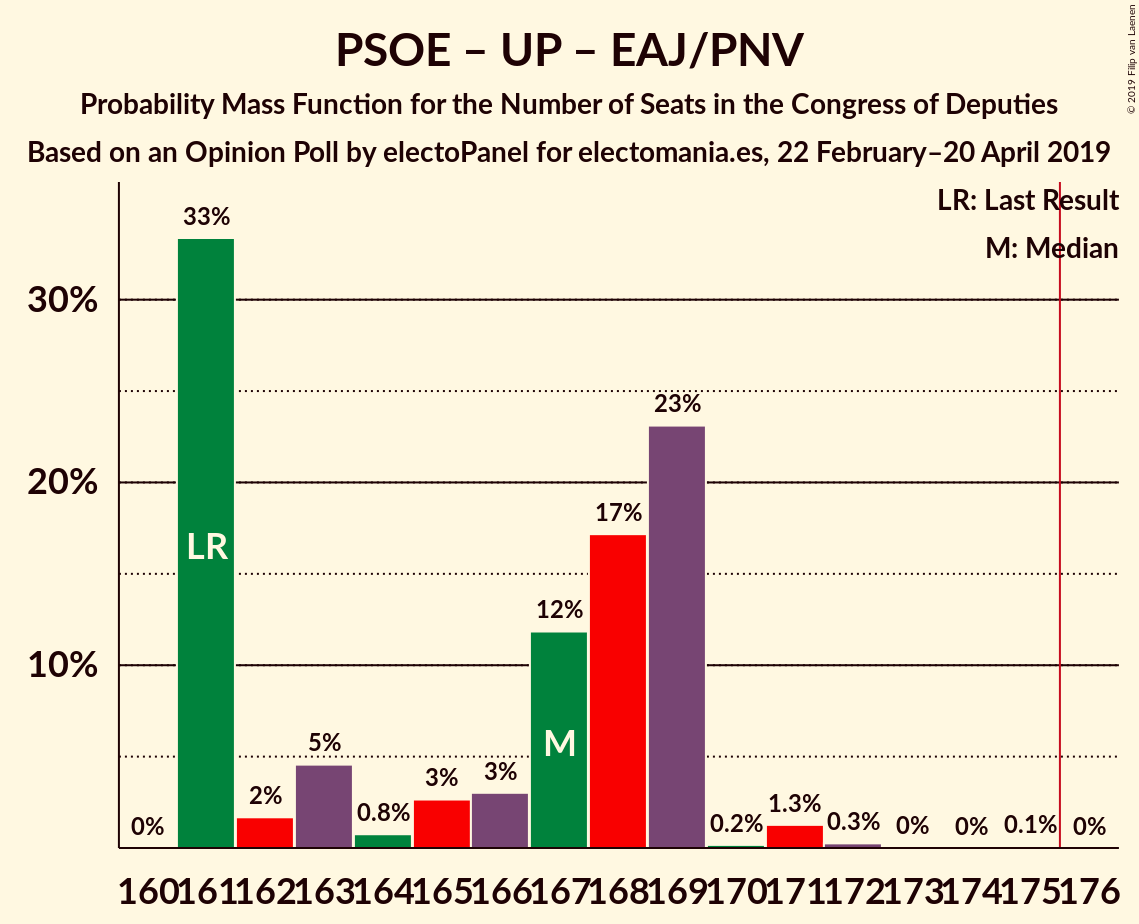 PSOE – UP – EAJ/PNV
Probability Mass Function for the Number of Seats in the Congress of Deputies
Based on an Opinion Poll by electoPanel for electomania.es, 22 February–20 April 2019
© 2019 Filip van Laenen
LR: Last Result
M: Median
30%
20%
10%
0%
33%
2%
5%
0.8%
3%
3%
12%
17%
23%
0.2%
1.3%
0.3%
0%
0%
0.1%
0%
LR
M
160 161 162 163 164 165 166 167 168 169 170 171 172 173 174 175 176